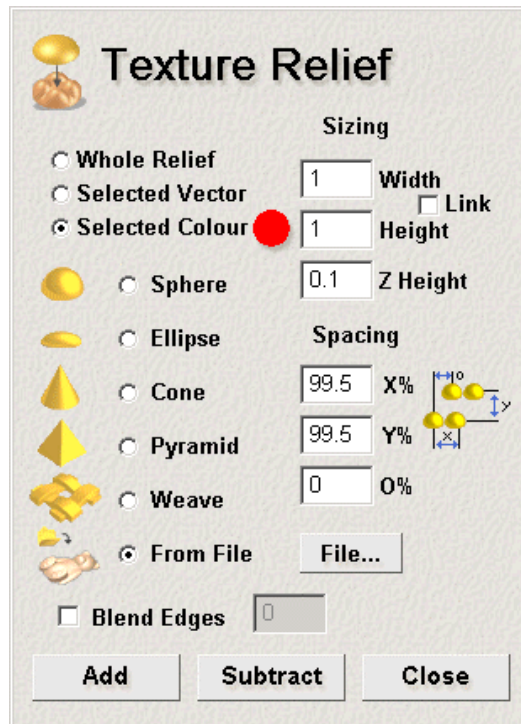 Texture Relief
Sizing
Whole Relief
Selected Vector
Selected Colour
1 Width
Link
1 Height
0.1 Z Height
Sphere
Ellipse
Cone
Pyramid
Weave
From File
Spacing
99.5 X%
99.5 Y%
0 O%
o
y
x
File...
Blend Edges 0
Add Subtract Close